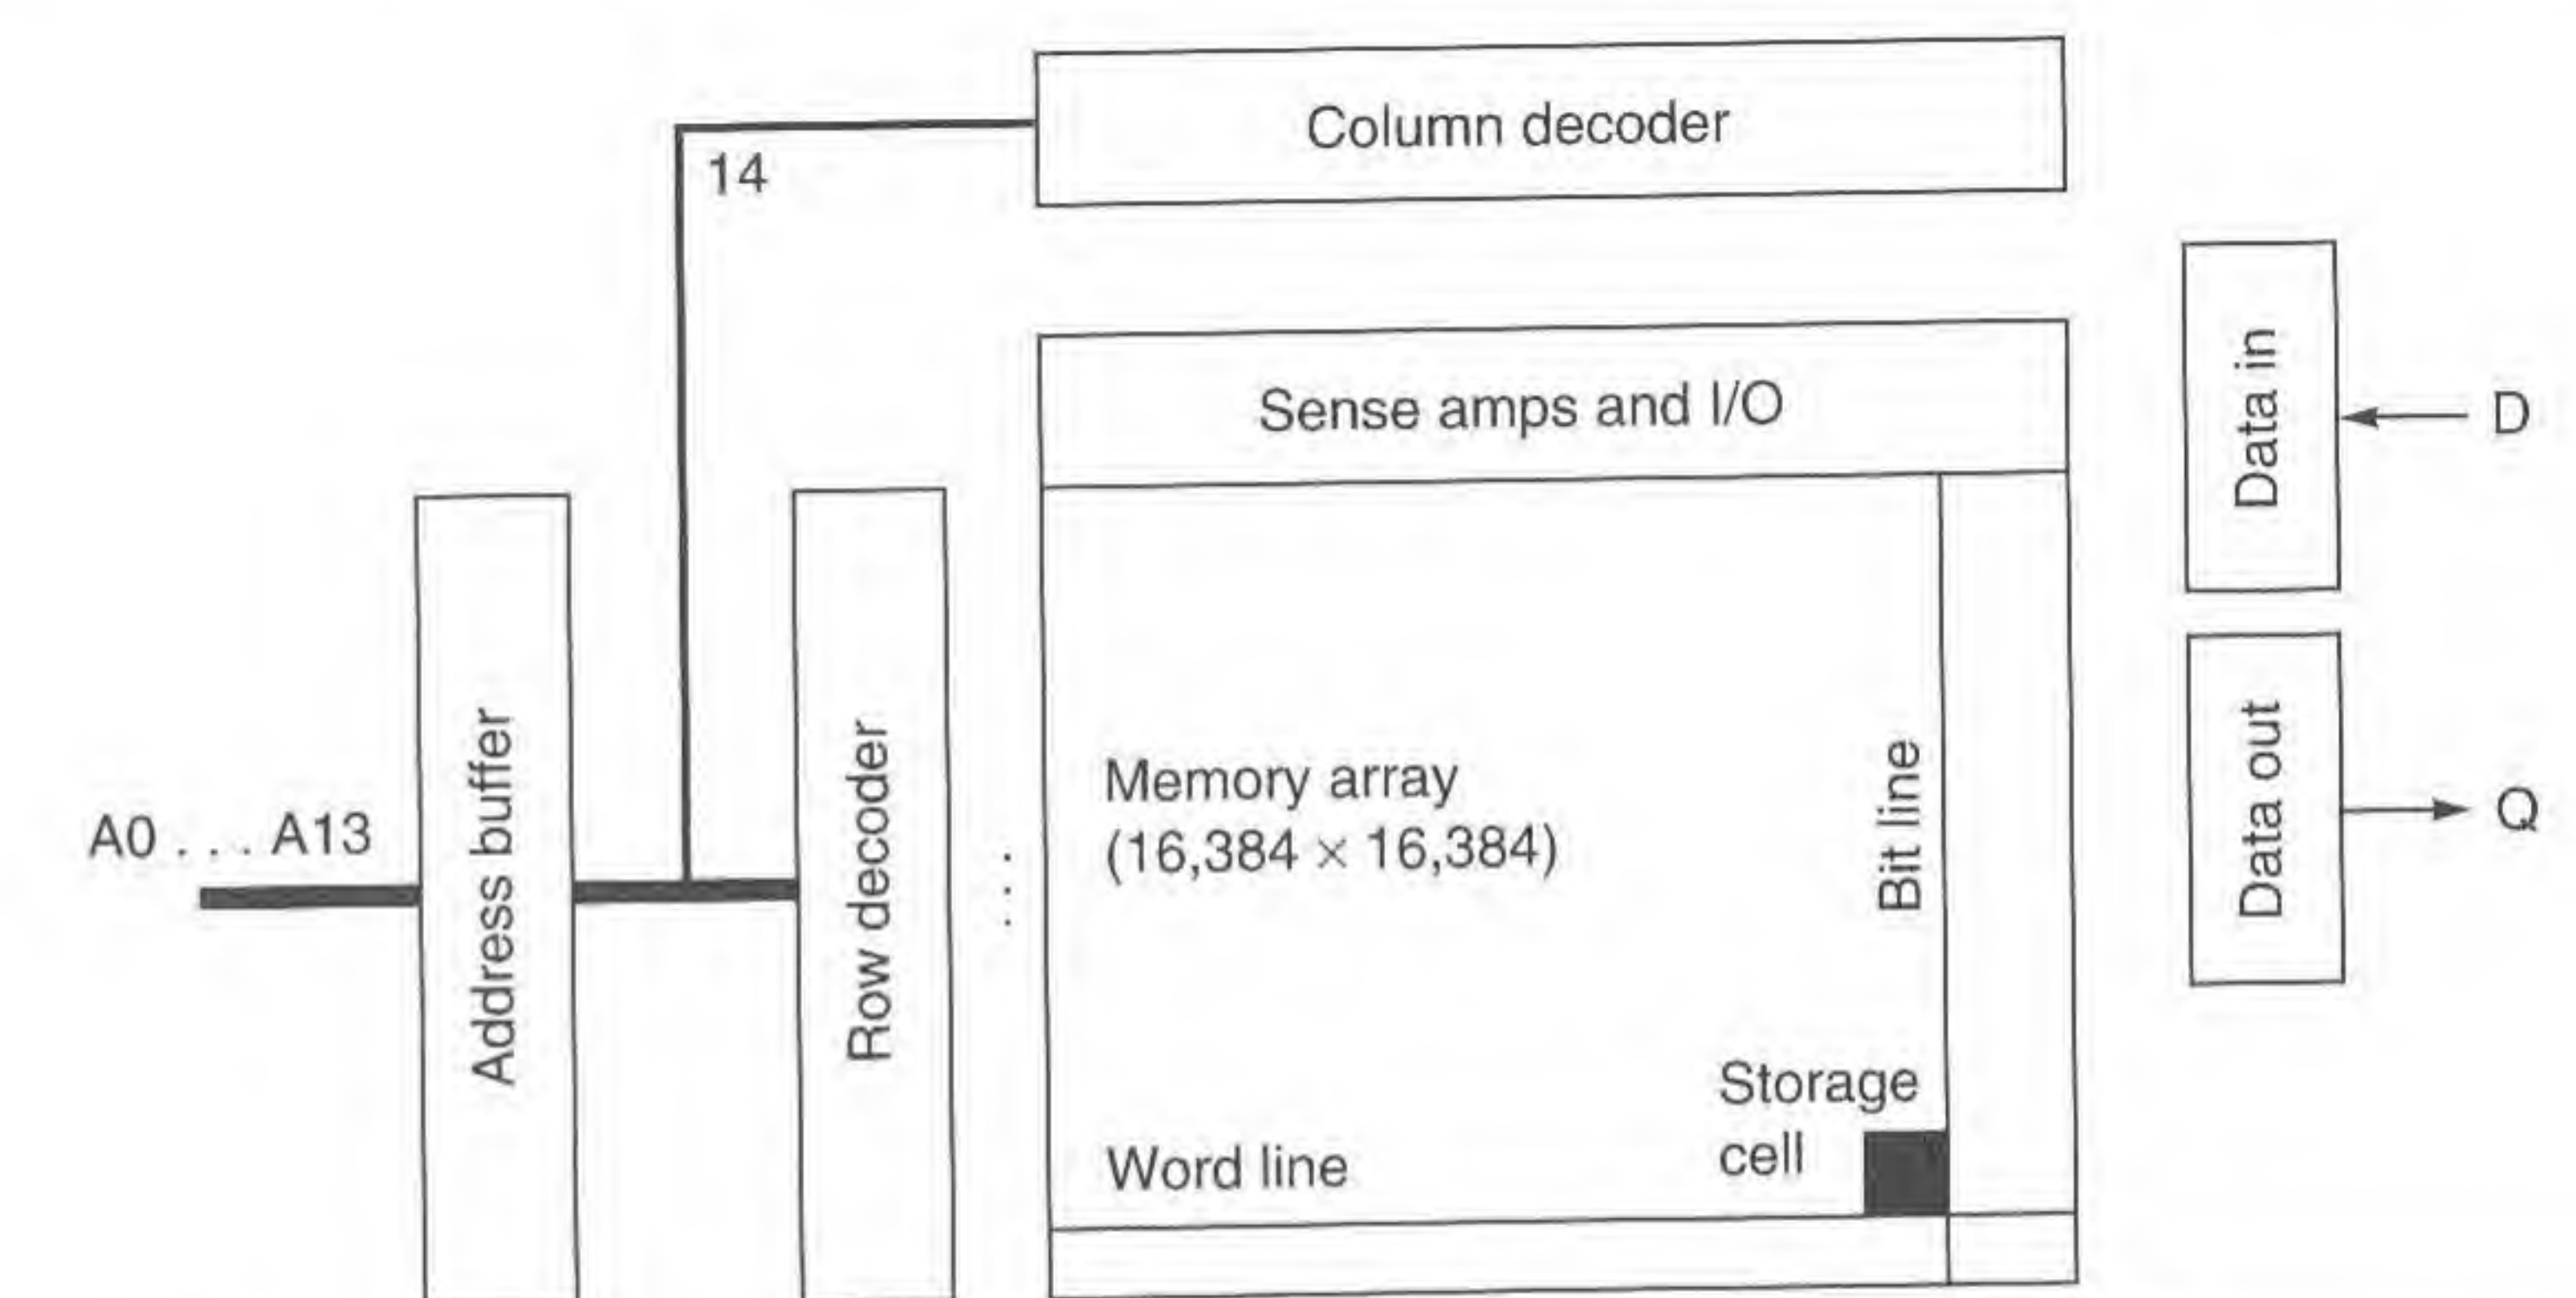 Column decoder
14
Sense amps and I/O
Data in
D
A0 . . . A13
Address buffer
Row decoder
. . .
Memory array
(16,384 × 16,384)
Bit line
Data out
Q
Storage
cell
Word line